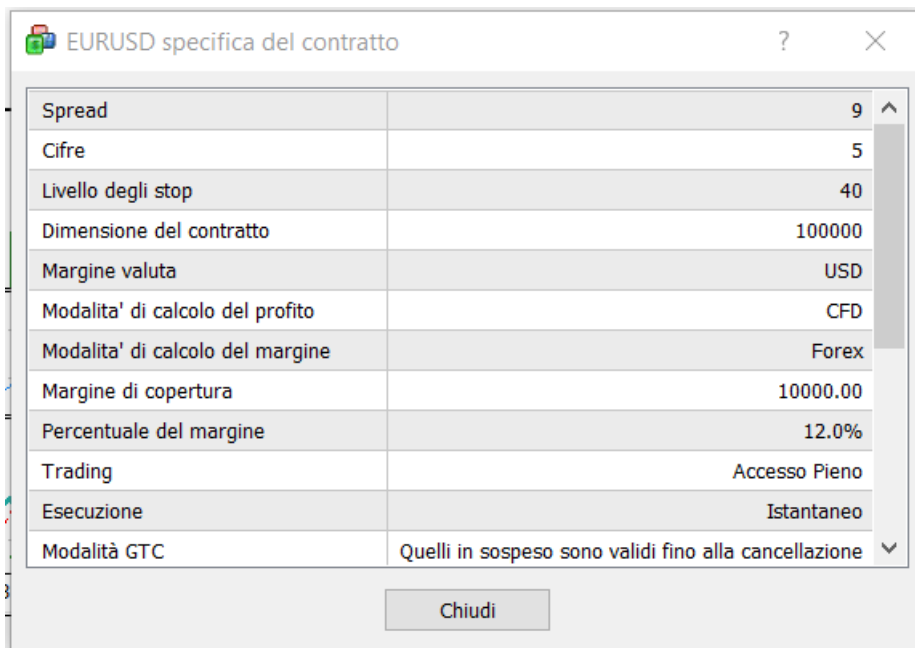 EURUSD specifica del contratto
Spread 9
Cifre 5
Livello degli stop 40
Dimensione del contratto 100000
Margine valuta USD
Modalita' di calcolo del profito CFD
Modalita' di calcolo del margine Forex
Margine di copertura 10000.00
Percentuale del margine 12.0%
Trading Accesso Pieno
Esecuzione Istantaneo
Modalità GTC Quelli in sospeso sono validi fino alla cancellazione
Chiudi